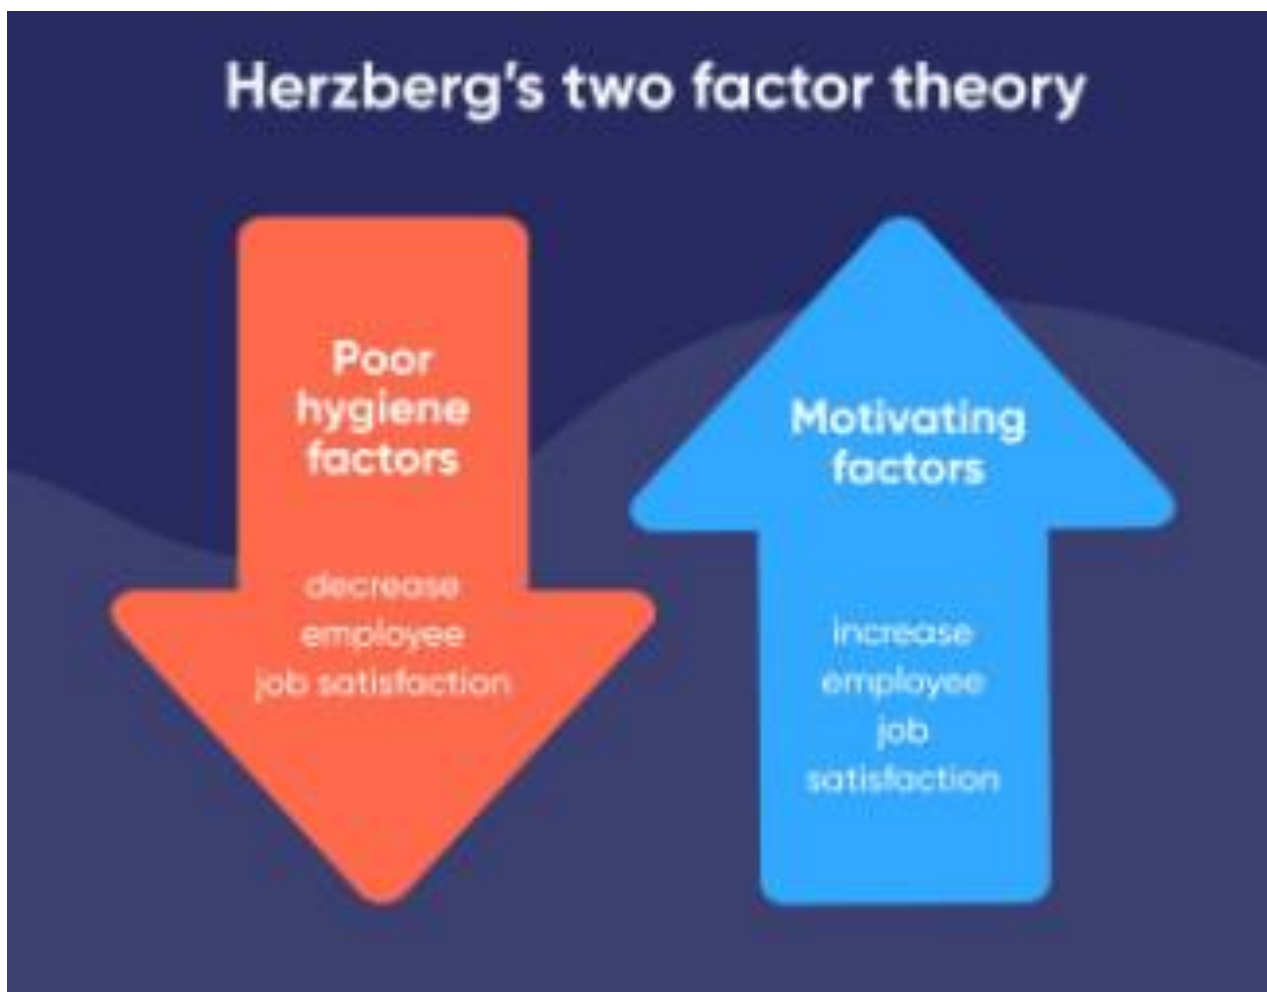 Herzberg's two factor theory
Poor
hygiene
factors
decrease
employee
job satisfaction
Motivating
factors
increase
employee
job
satisfaction